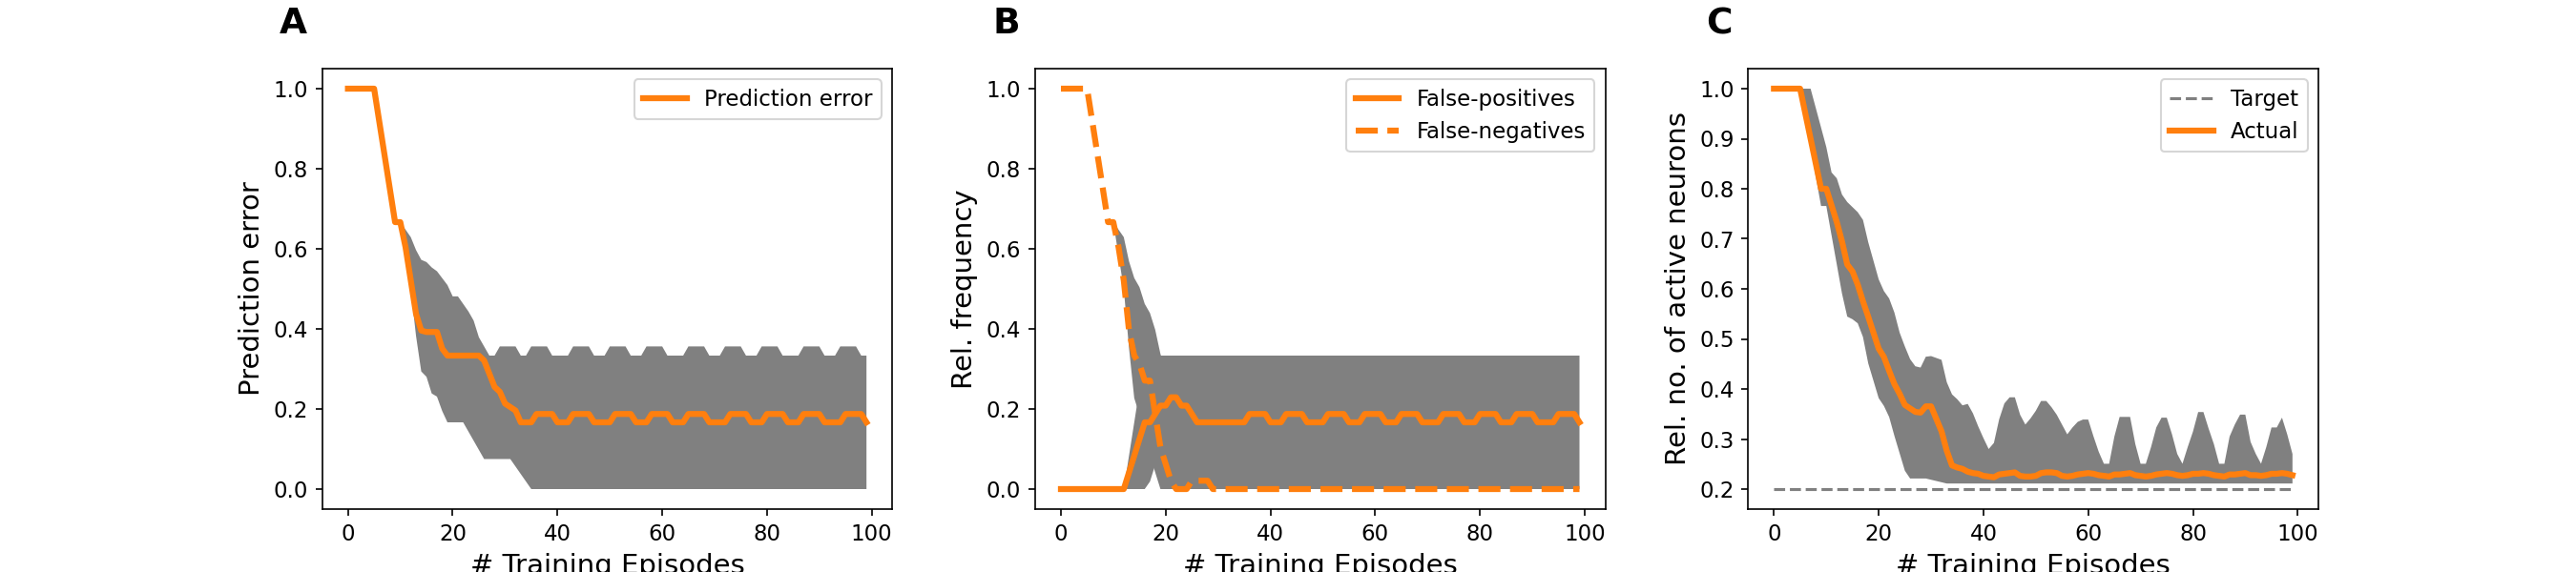 A
Prediction error
1.0
0.8
0.6
0.4
0.2
0.0
Prediction error
0
20
40
60
80
100
# Training Episodes
B
False-positives
False-negatives
1.0
0.8
0.6
0.4
0.2
0.0
Rel. frequency
0
20
40
60
80
100
# Training Episodes
C
Target
Actual
1.0
0.9
0.8
0.7
0.6
0.5
0.4
0.3
0.2
Rel. no. of active neurons
0
20
40
60
80
100
# Training Episodes